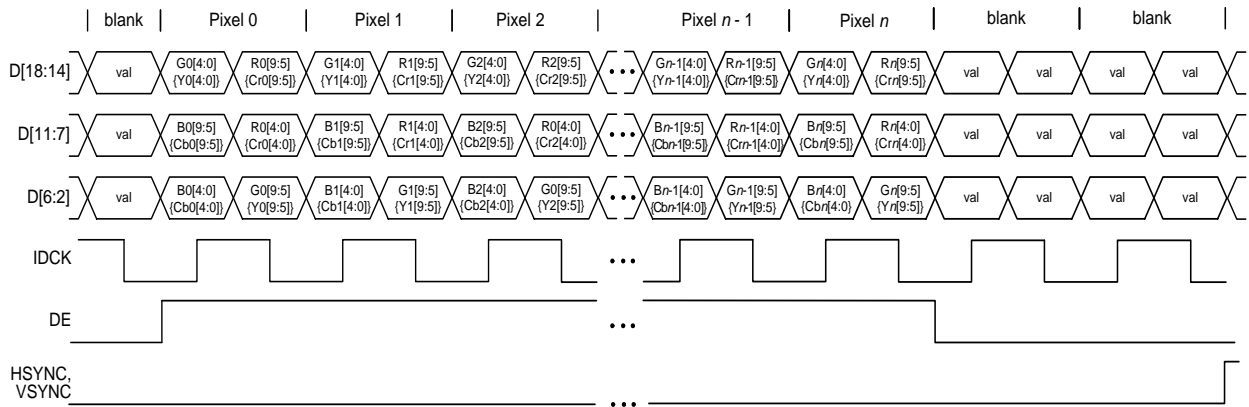 blank Pixel 0 Pixel 1 Pixel 2 Pixel n - 1 Pixel n blank blank
D[18:14] val G0[4:0] R0[9:5] G1[4:0] R1[9:5] G2[4:0] R2[9:5] ••• Gn-1[4:0] Rn-1[9:5] Gn[4:0] Rn[9:5] val val val val
{Y0[4:0]} {Cr0[9:5]} {Y1[4:0]} {Cr1[9:5]} {Y2[4:0]} {Cr2[9:5]} {Yn-1[4:0]} {Crn-1[9:5]} {Yn[4:0]} {Crn[9:5]}
D[11:7] val B0[9:5] R0[4:0] B1[9:5] R1[4:0] B2[9:5] R0[4:0] ••• Bn-1[9:5] Rn-1[4:0] Bn[9:5] Rn[4:0] val val val val
{Cb0[9:5]} {Cr0[4:0]} {Cb1[9:5]} {Cr1[4:0]} {Cb2[9:5]} {Cr2[4:0]} {Cbn-1[9:5]} {Crn-1[4:0]} {Cbn[9:5]} {Crn[4:0]}
D[6:2] val B0[4:0] G0[9:5] B1[4:0] G1[9:5] B2[4:0] G0[9:5] ••• Bn-1[4:0] Gn-1[9:5] Bn[4:0] Gn[9:5] val val val val
{Cb0[4:0]} {Y0[9:5]} {Cb1[4:0]} {Y1[9:5]} {Cb2[4:0]} {Y2[9:5]} {Cbn-1[4:0]} {Yn-1[9:5]} {Cbn[4:0]} {Yn[9:5]}
IDCK •••
DE •••
HSYNC,
VSYNC •••